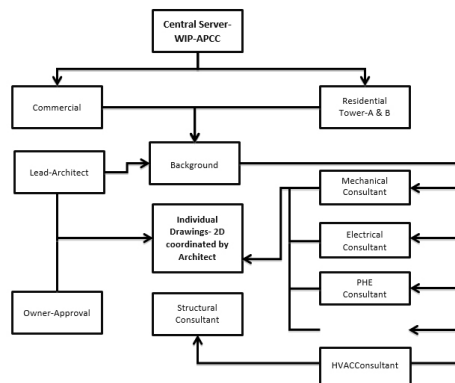 Central Server-
WIP-APCC
Commercial
Residential
Tower-A & B
Lead-Architect
Background
Mechanical
Consultant
Individual
Drawings- 2D
coordinated by
Architect
Electrical
Consultant
PHE
Consultant
Owner-Approval
Structural
Consultant
HVACConsultant